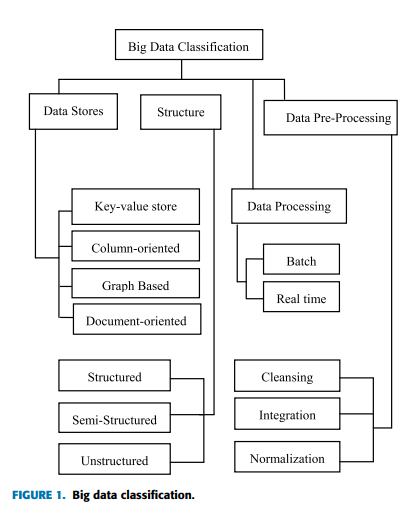 Big Data Classification
Data Stores
Structure
Data Pre-Processing
Key-value store
Column-oriented
Graph Based
Document-oriented
Data Processing
Batch
Real time
Structured
Semi-Structured
Unstructured
Cleansing
Integration
Normalization
FIGURE 1. Big data classification.